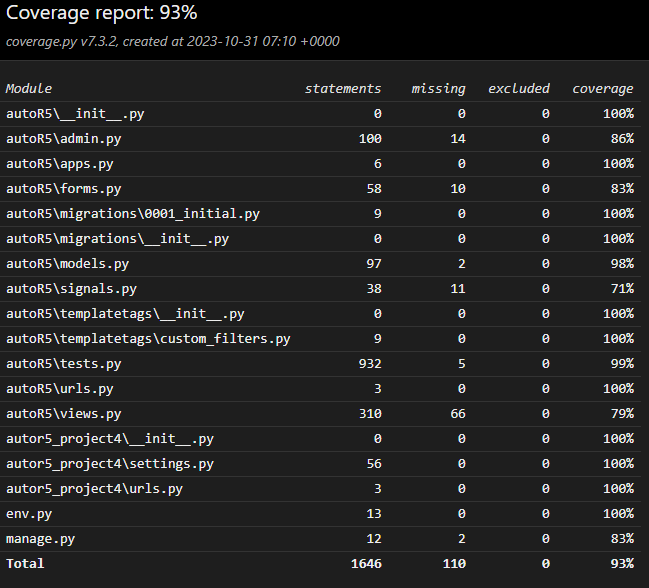 Coverage report: 93%
coverage.py v7.3.2, created at 2023-10-31 07:10 +0000
Module statements missing excluded coverage
autoR5\__init__.py 0 0 0 100%
autoR5\admin.py 100 14 0 86%
autoR5\apps.py 6 0 0 100%
autoR5\forms.py 58 10 0 83%
autoR5\migrations\0001_initial.py 9 0 0 100%
autoR5\migrations\__init__.py 0 0 0 100%
autoR5\models.py 97 2 0 98%
autoR5\signals.py 38 11 0 71%
autoR5\templatetags\__init__.py 0 0 0 100%
autoR5\templatetags\custom_filters.py 9 0 0 100%
autoR5\tests.py 932 5 0 99%
autoR5\urls.py 3 0 0 100%
autoR5\views.py 310 66 0 79%
autor5_project4\__init__.py 0 0 0 100%
autor5_project4\settings.py 56 0 0 100%
autor5_project4\urls.py 3 0 0 100%
env.py 13 0 0 100%
manage.py 12 2 0 83%
Total 1646 110 0 93%